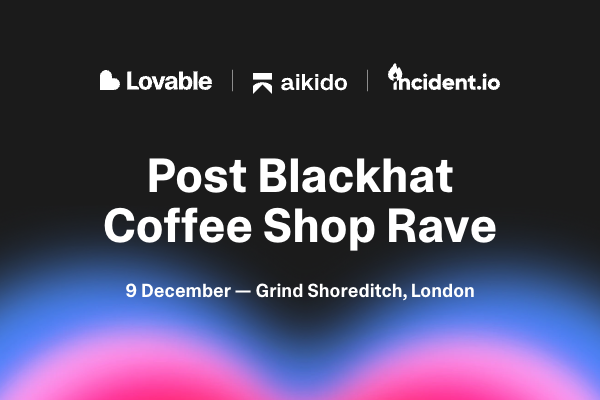 Lovable aikido incident.io
Post Blackhat
Coffee Shop Rave
9 December — Grind Shoreditch, London